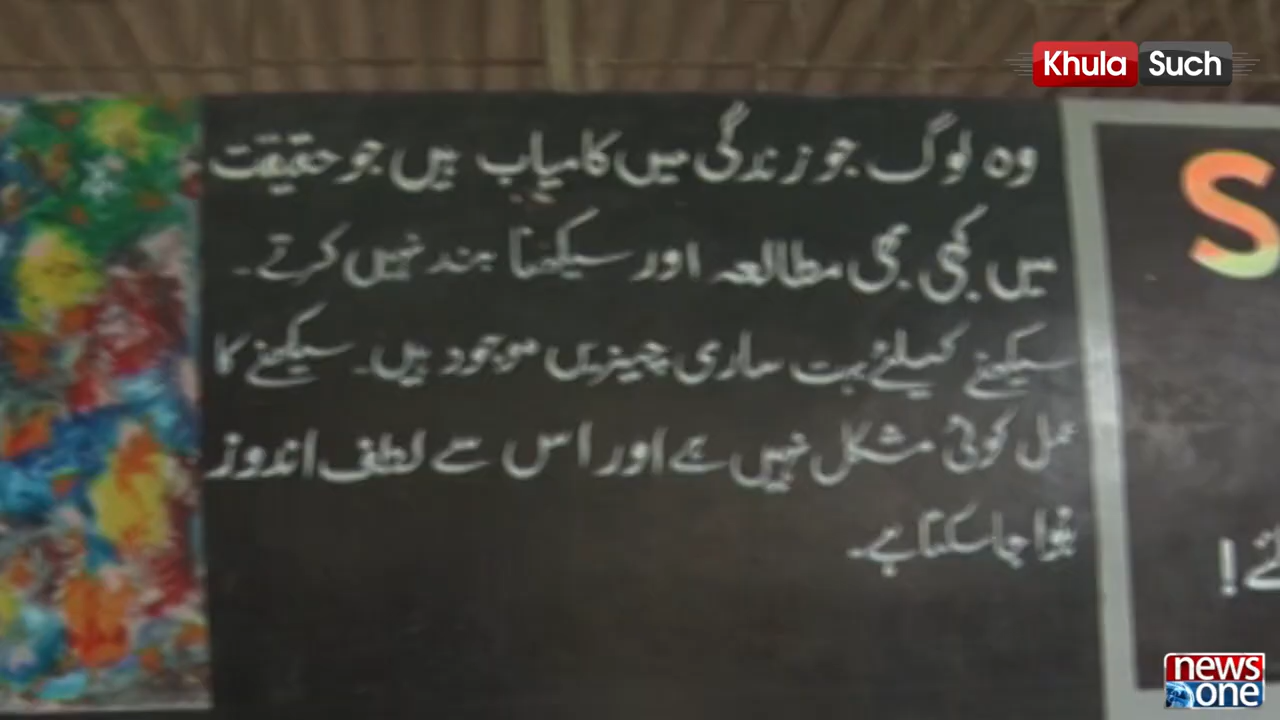 Khula Such
وہ لوگ جو زندگی میں کامیاب ہیں جو حقیقت
میں کبھی بھی مطالعہ اور سیکھنا بند نہیں کرتے۔
سیکھنے کیلئے بہت ساری چیزیں موجود ہیں۔ سیکھنے کا
عمل کوئی مشکل نہیں ہے اور اس سے لطف اندوز
ہوا جا سکتا ہے۔
S
!
news
one